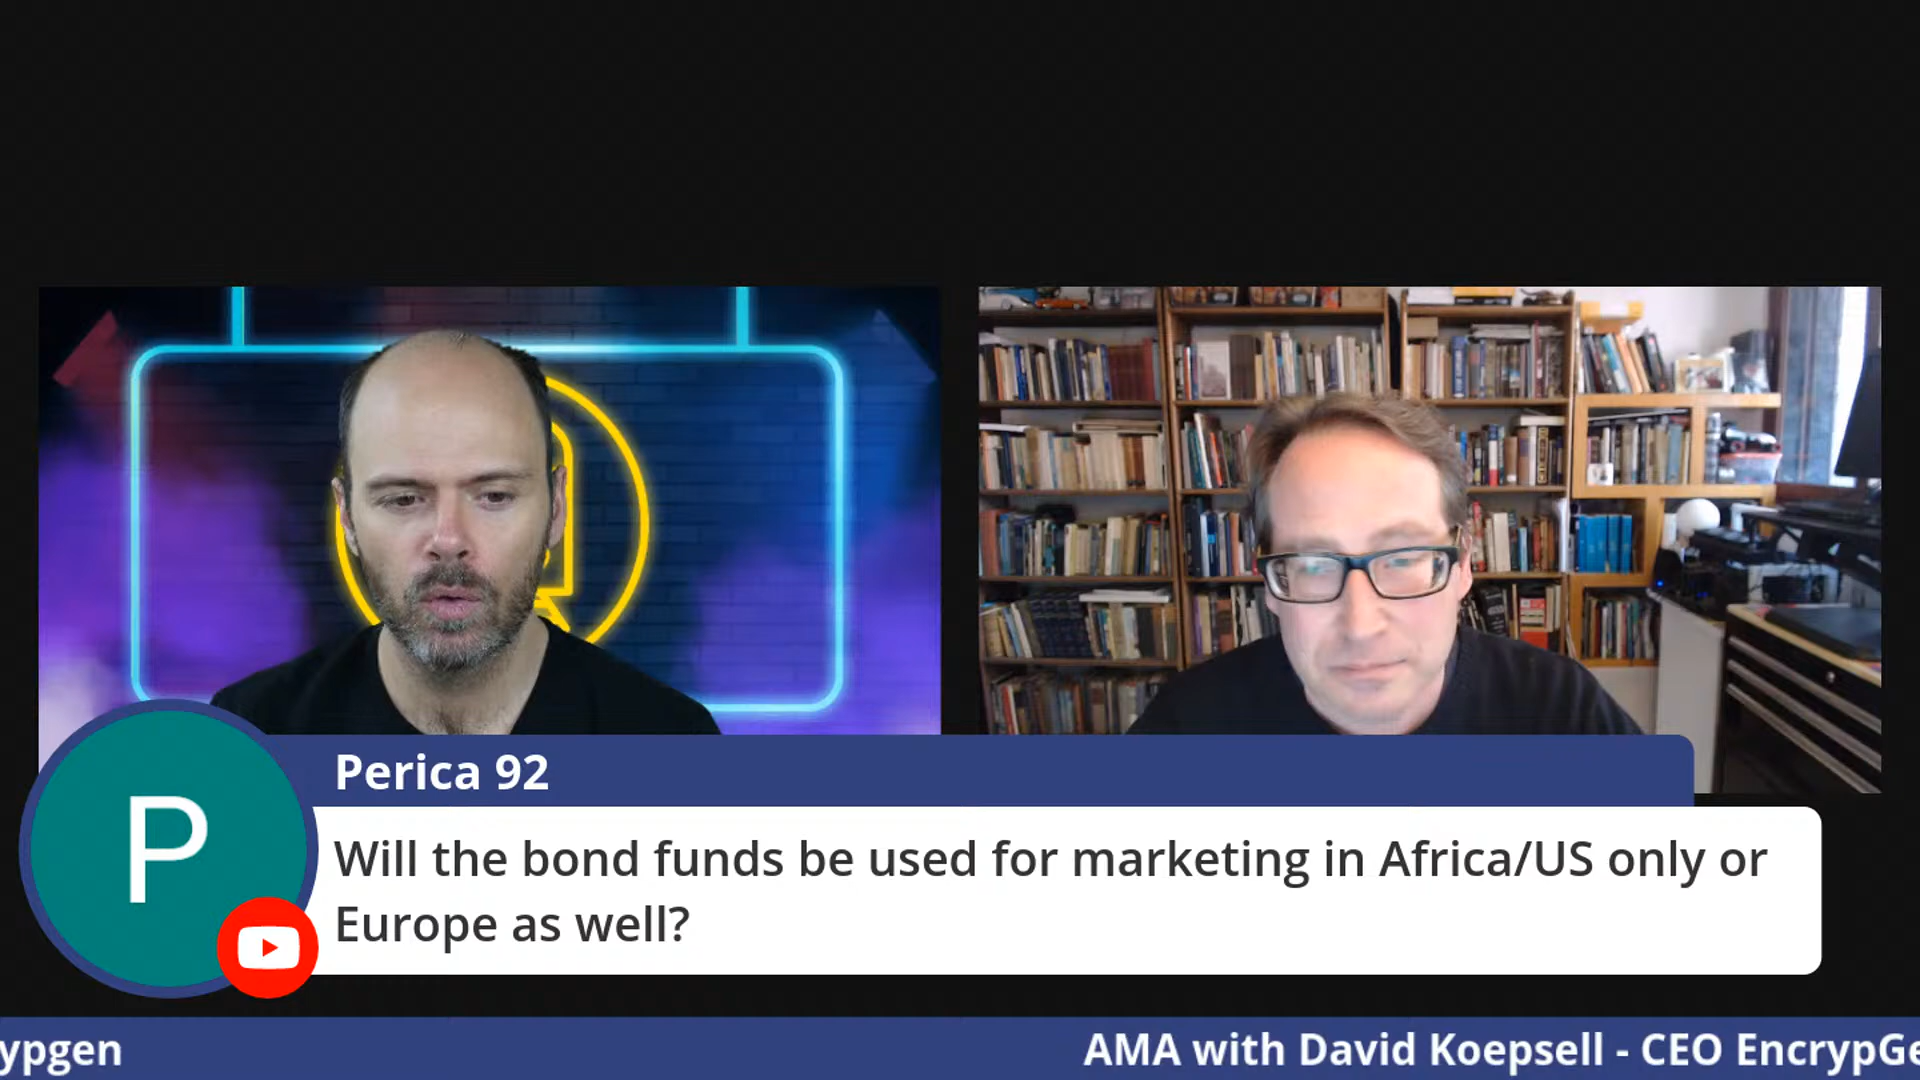 Perica 92
P
Will the bond funds be used for marketing in Africa/US only or
Europe as well?
ypgen
AMA with David Koepsell - CEO EncrypGe